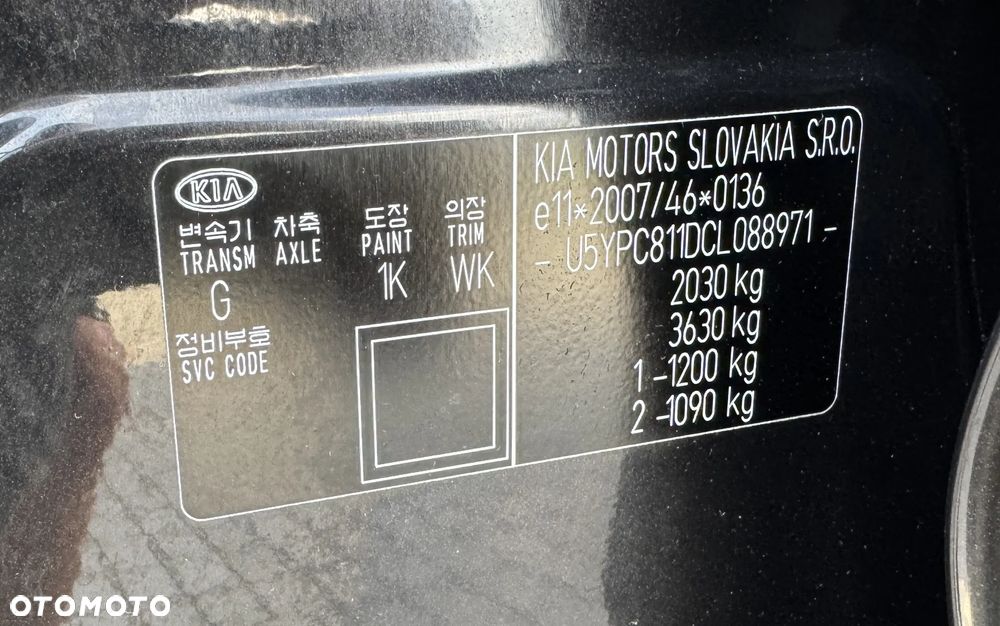 KIA
변속기 차축 도장 의장
TRANSM AXLE PAINT TRIM
G 1K WK
정비부호
SVC CODE
KIA MOTORS SLOVAKIA S.R.O.
e11*2007/46*0136
- U5YPC811DCL088971 -
2030 kg
3630 kg
1 -1200 kg
2 -1090 kg
OTOMOTO